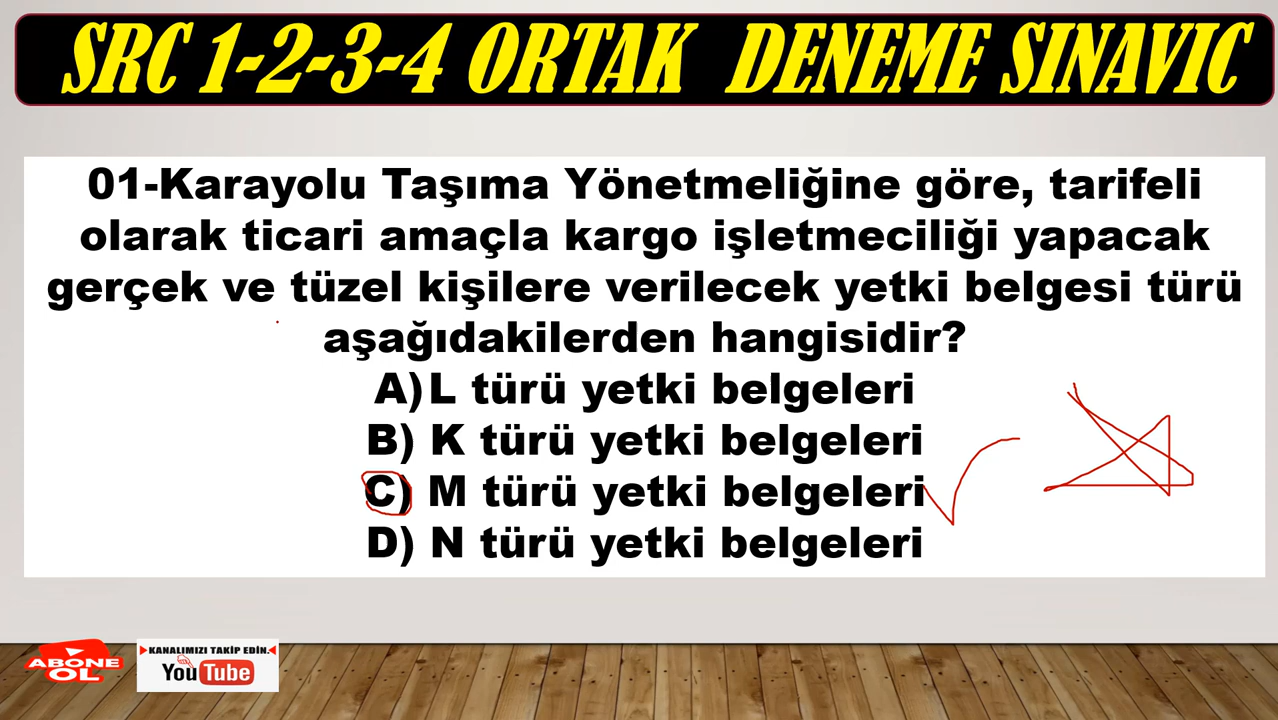 SRC 1-2-3-4 ORTAK DENEME SINAVIC
01-Karayolu Taşıma Yönetmeliğine göre, tarifeli
olarak ticari amaçla kargo işletmeciliği yapacak
gerçek ve tüzel kişilere verilecek yetki belgesi türü
aşağıdakilerden hangisidir?
A) L türü yetki belgeleri
B) K türü yetki belgeleri
C) M türü yetki belgeleri
D) N türü yetki belgeleri
ABONE
OL
KANALIMIZI TAKİP EDİN.
YouTube